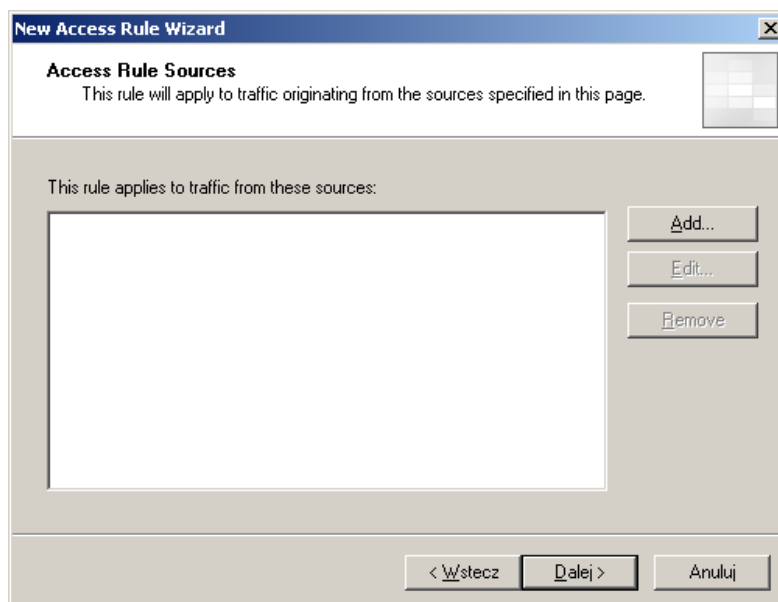 New Access Rule Wizard
Access Rule Sources
This rule will apply to traffic originating from the sources specified in this page.
This rule applies to traffic from these sources:
Add...
Edit...
Remove
< Wstecz
Dalej >
Anuluj